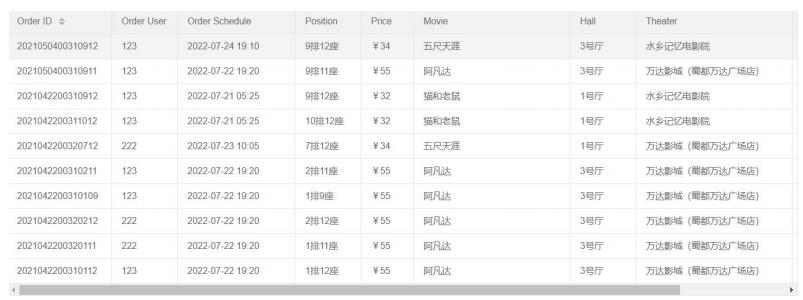 Order ID Order User Order Schedule Position Price Movie Hall Theater
2021050400310912 123 2022-07-24 19:10 9排12座 ¥34 五尺天涯 3号厅 水乡记忆电影院
2021050400310911 123 2022-07-22 19:20 9排11座 ¥55 阿凡达 3号厅 万达影城（蜀都万达广场店）
2021042200310912 123 2022-07-21 05:25 9排12座 ¥32 猫和老鼠 1号厅 水乡记忆电影院
2021042200311012 123 2022-07-21 05:25 10排12座 ¥32 猫和老鼠 1号厅 水乡记忆电影院
2021042200320712 222 2022-07-23 10:05 7排12座 ¥34 五尺天涯 1号厅 万达影城（蜀都万达广场店）
2021042200310211 123 2022-07-22 19:20 2排11座 ¥55 阿凡达 3号厅 万达影城（蜀都万达广场店）
2021042200310109 123 2022-07-22 19:20 1排9座 ¥55 阿凡达 3号厅 万达影城（蜀都万达广场店）
2021042200320212 222 2022-07-22 19:20 2排12座 ¥55 阿凡达 3号厅 万达影城（蜀都万达广场店）
2021042200320111 222 2022-07-22 19:20 1排11座 ¥55 阿凡达 3号厅 万达影城（蜀都万达广场店）
2021042200310112 123 2022-07-22 19:20 1排12座 ¥55 阿凡达 3号厅 万达影城（蜀都万达广场店）